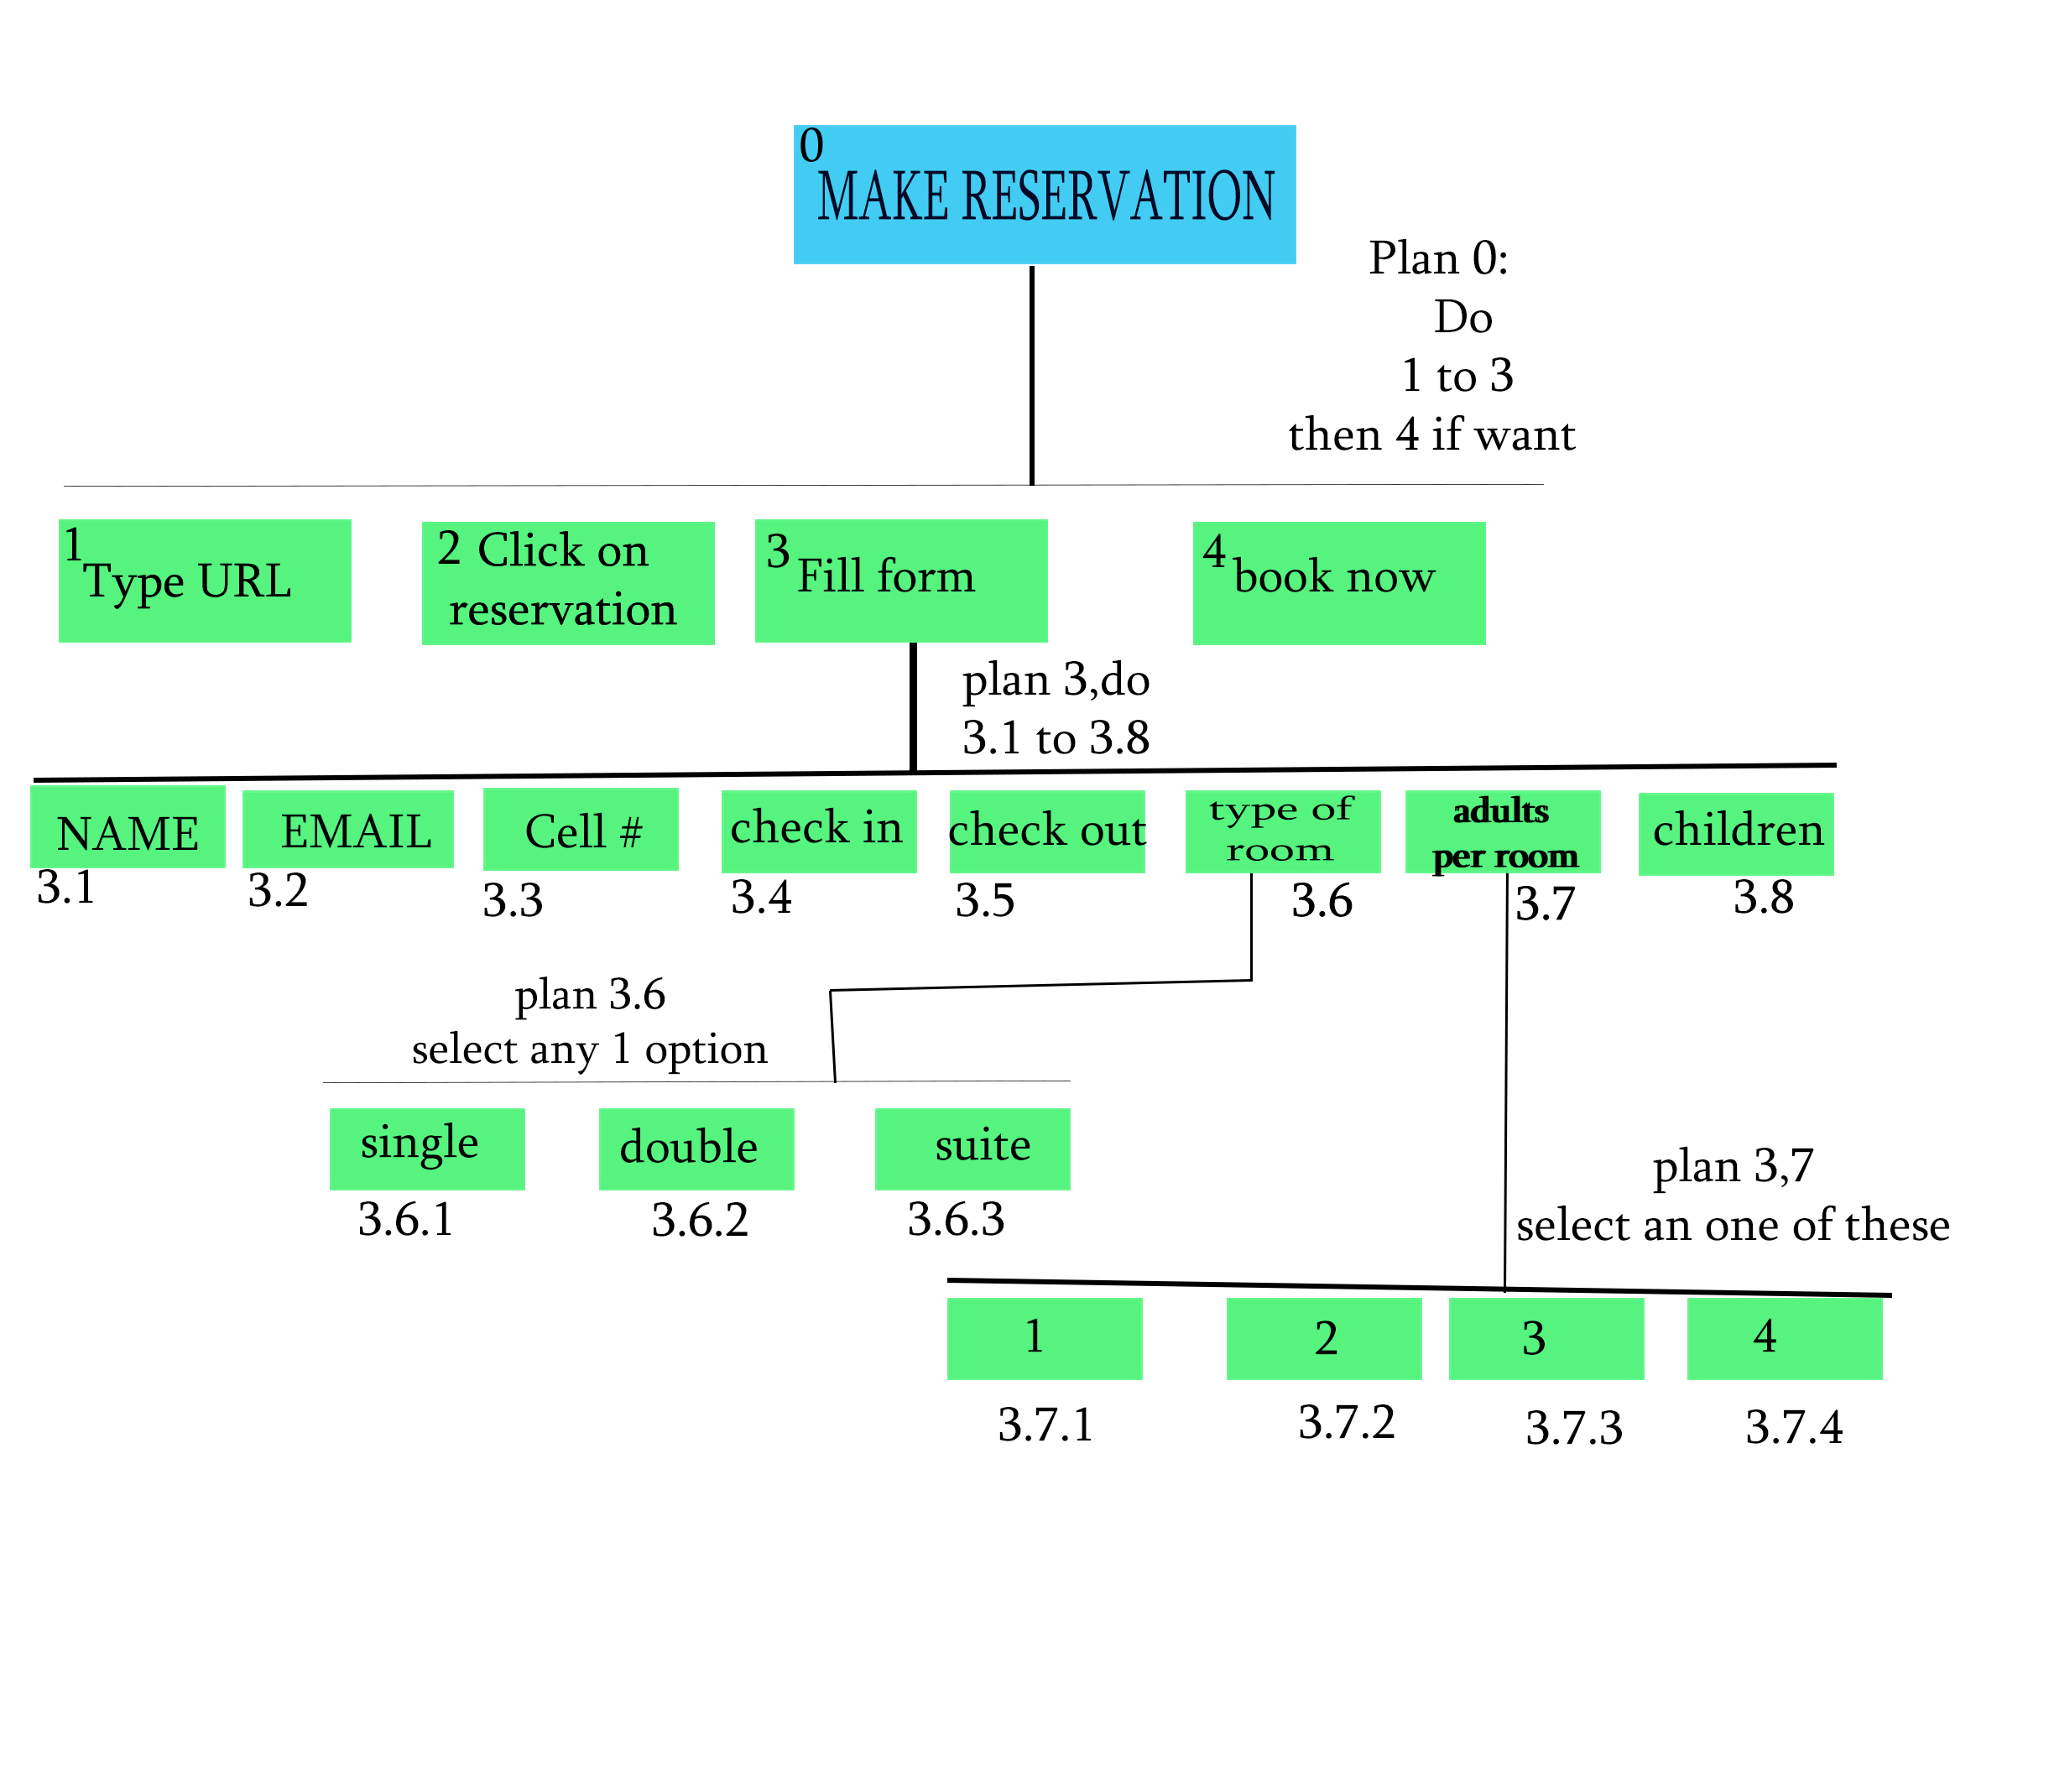 0
MAKE RESERVATION
Plan 0:
Do
1 to 3
then 4 if want
1
Type URL
2 Click on
reservation
3
Fill form
4
book now
plan 3,do
3.1 to 3.8
NAME
3.1
EMAIL
3.2
Cell #
3.3
check in
3.4
check out
3.5
type of
room
3.6
adults
per room
3.7
children
3.8
plan 3.6
select any 1 option
single
3.6.1
double
3.6.2
suite
3.6.3
plan 3,7
select an one of these
1
3.7.1
2
3.7.2
3
3.7.3
4
3.7.4